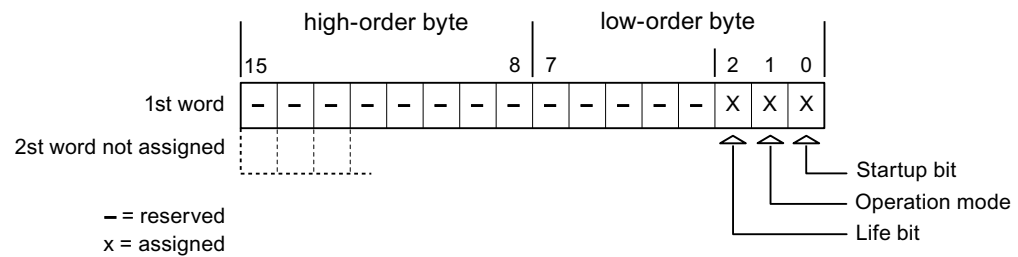 high-order byte low-order byte
15 8 7 2 1 0
1st word – – – – – – – – – – – – – X X X
2st word not assigned
Startup bit
Operation mode
Life bit
– = reserved
x = assigned